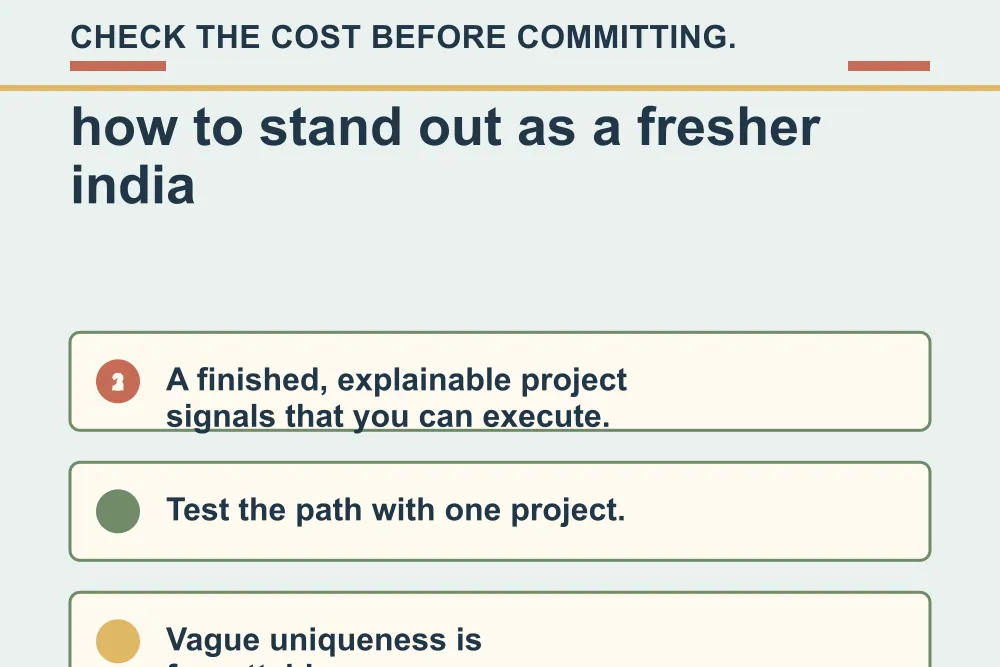 CHECK THE COST BEFORE COMMITTING.
how to stand out as a fresher
india
A finished, explainable project
signals that you can execute.
Test the path with one project.
Vague uniqueness is